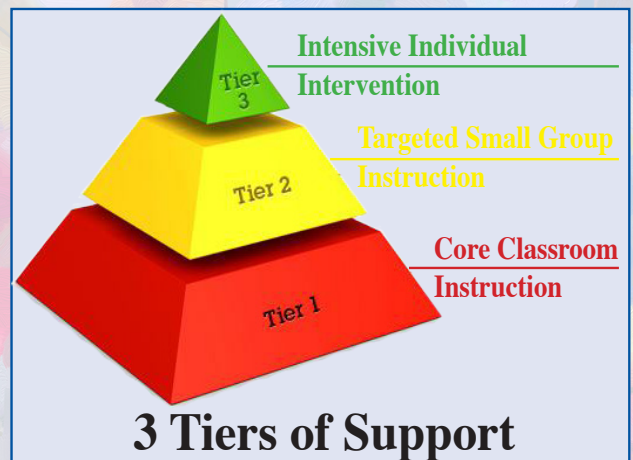 Intensive Individual
Intervention
Tier
3
Targeted Small Group
Instruction
Tier 2
Core Classroom
Instruction
Tier 1
3 Tiers of Support